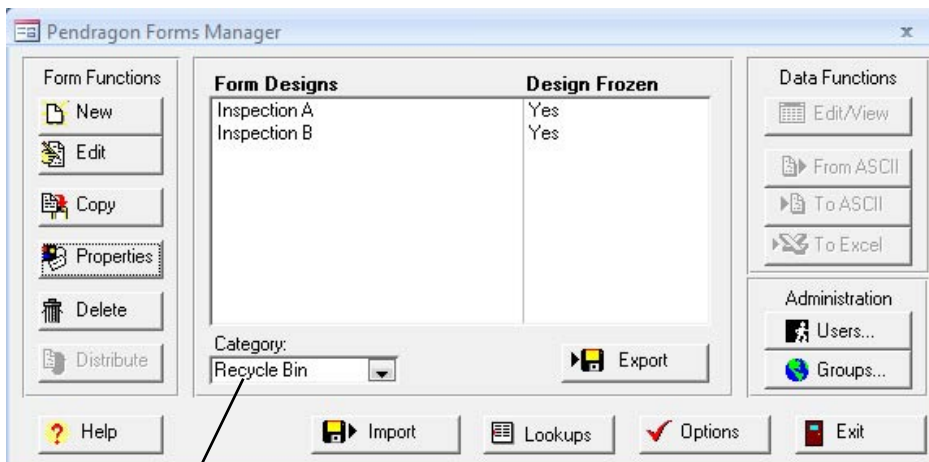 Pendragon Forms Manager
x
Form Functions
New
Edit
Copy
Properties
Delete
Distribute
Form Designs Design Frozen
Inspection A Yes
Inspection B Yes
Category:
Recycle Bin
Export
Data Functions
Edit/View
From ASCII
To ASCII
To Excel
Administration
Users...
Groups...
? Help
Import
Lookups
Options
Exit